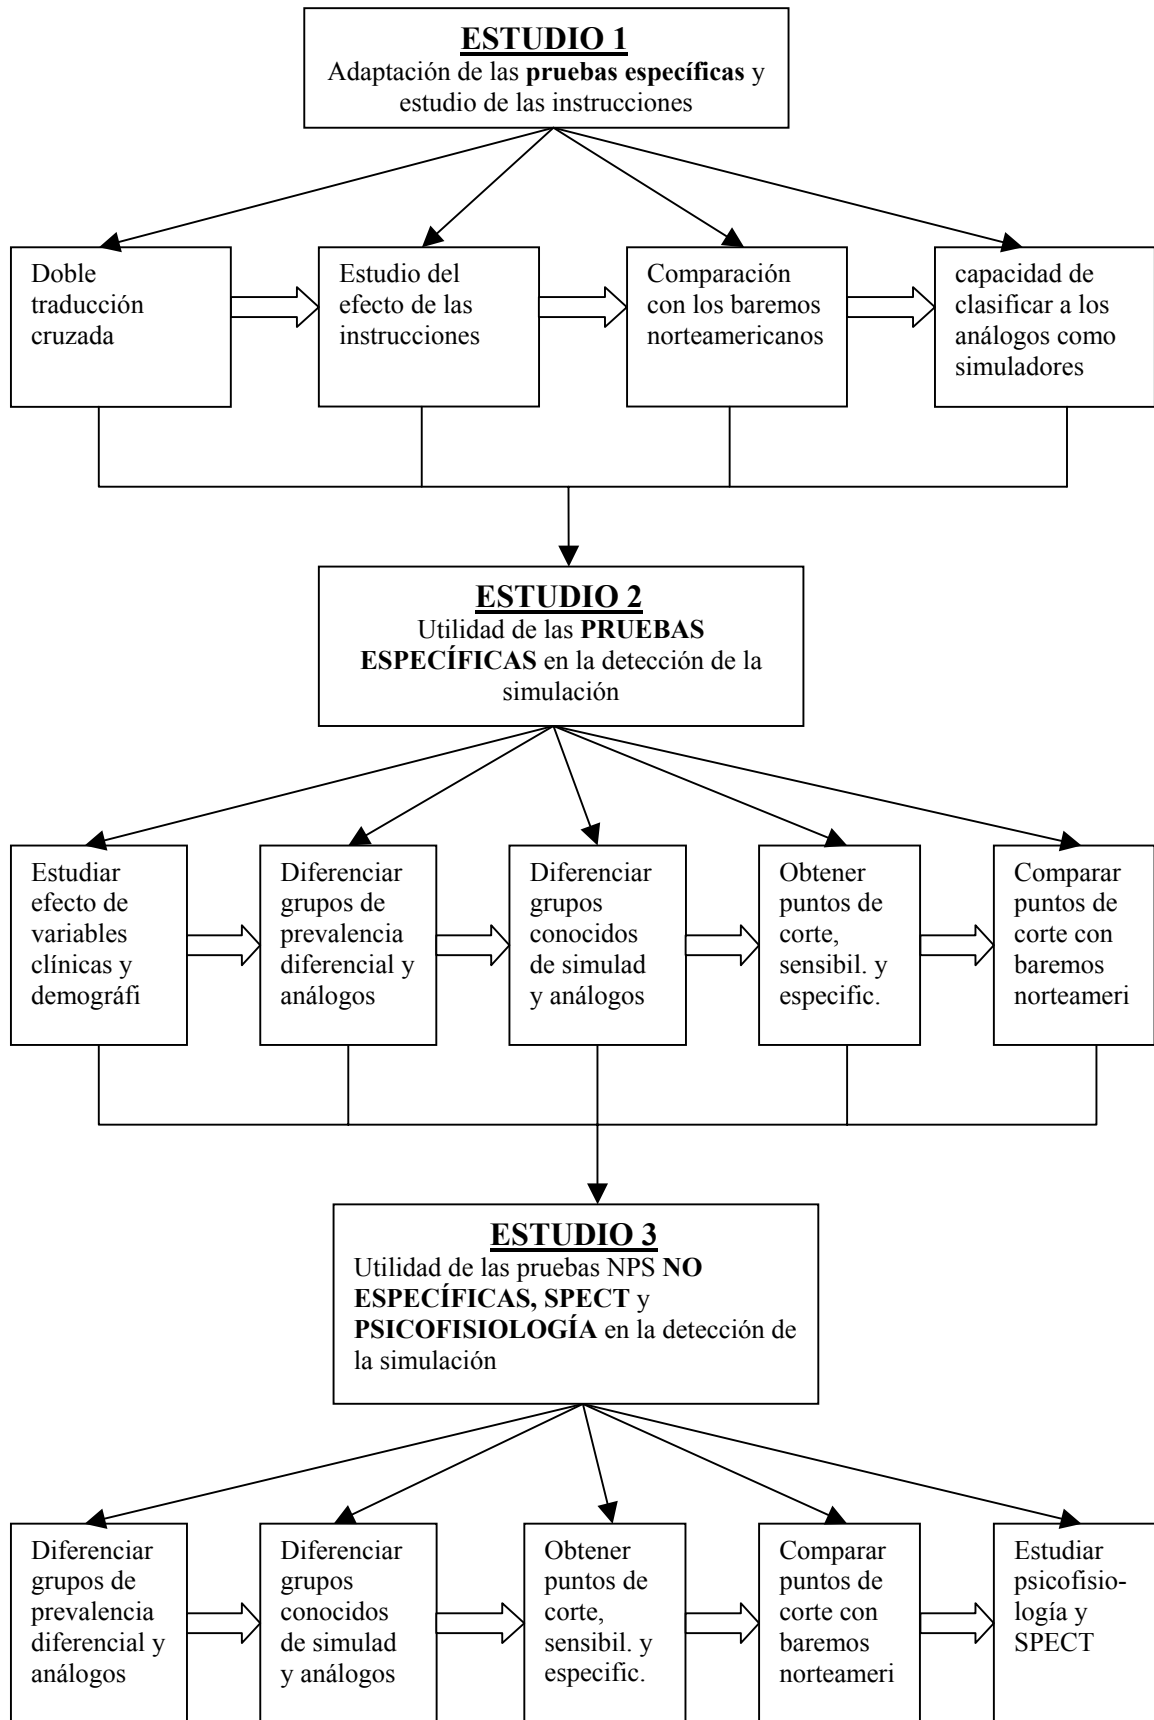 ESTUDIO 1
Adaptación de las pruebas específicas y
estudio de las instrucciones
Doble
traducción
cruzada
Estudio del
efecto de las
instrucciones
Comparación
con los baremos
norteamericanos
capacidad de
clasificar a los
análogos como
simuladores
ESTUDIO 2
Utilidad de las PRUEBAS
ESPECÍFICAS en la detección de la
simulación
Estudiar
efecto de
variables
clínicas y
demográfi
Diferenciar
grupos de
prevalencia
diferencial y
análogos
Diferenciar
grupos
conocidos
de simulad
y análogos
Obtener
puntos de
corte,
sensibil. y
especific.
Comparar
puntos de
corte con
baremos
norteameri
ESTUDIO 3
Utilidad de las pruebas NPS NO
ESPECÍFICAS, SPECT y
PSICOFISIOLOGÍA en la detección de
la simulación
Diferenciar
grupos de
prevalencia
diferencial y
análogos
Diferenciar
grupos
conocidos
de simulad
y análogos
Obtener
puntos de
corte,
sensibil. y
especific.
Comparar
puntos de
corte con
baremos
norteameri
Estudiar
psicofisio-
logía y
SPECT